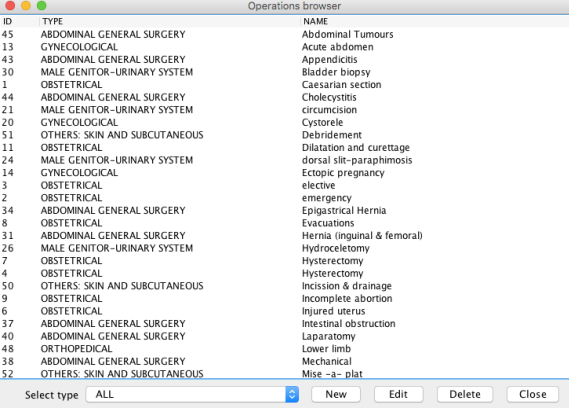 Operations browser
ID TYPE NAME
45 ABDOMINAL GENERAL SURGERY Abdominal Tumours
13 GYNECOLOGICAL Acute abdomen
43 ABDOMINAL GENERAL SURGERY Appendicitis
30 MALE GENITOR-URINARY SYSTEM Bladder biopsy
1 OBSTETRICAL Caesarian section
44 ABDOMINAL GENERAL SURGERY Cholecystitis
21 MALE GENITOR-URINARY SYSTEM circumcision
20 GYNECOLOGICAL Cystorele
51 OTHERS: SKIN AND SUBCUTANEOUS Debridement
11 OBSTETRICAL Dilatation and curettage
24 MALE GENITOR-URINARY SYSTEM dorsal slit-paraphimosis
14 GYNECOLOGICAL Ectopic pregnancy
3 OBSTETRICAL elective
2 OBSTETRICAL emergency
34 ABDOMINAL GENERAL SURGERY Epigastrical Hernia
8 OBSTETRICAL Evacuations
31 ABDOMINAL GENERAL SURGERY Hernia (inguinal & femoral)
26 MALE GENITOR-URINARY SYSTEM Hydroceletomy
7 OBSTETRICAL Hysterectomy
4 OBSTETRICAL Hysterectomy
50 OTHERS: SKIN AND SUBCUTANEOUS Incission & drainage
9 OBSTETRICAL Incomplete abortion
6 OBSTETRICAL Injured uterus
37 ABDOMINAL GENERAL SURGERY Intestinal obstruction
40 ABDOMINAL GENERAL SURGERY Laparatomy
48 ORTHOPEDICAL Lower limb
38 ABDOMINAL GENERAL SURGERY Mechanical
52 OTHERS: SKIN AND SUBCUTANEOUS Mise -a- plat
Select type ALL New Edit Delete Close